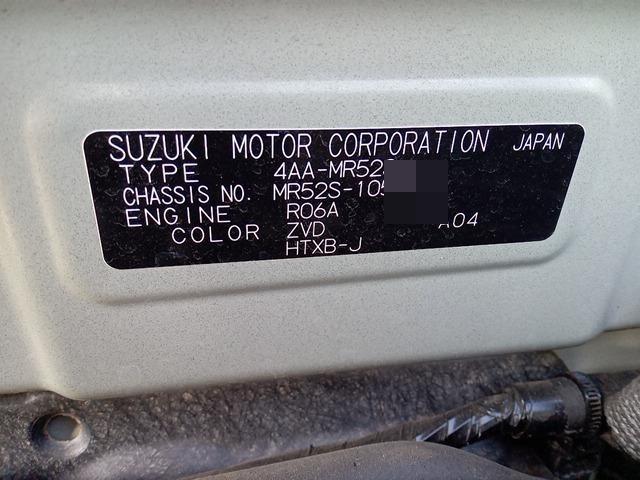 SUZUKI MOTOR CORPORATION JAPAN
TYPE 4AA-MR52
CHASSIS NO. MR52S-105
ENGINE R06A
COLOR ZVD A04
HTXB-J